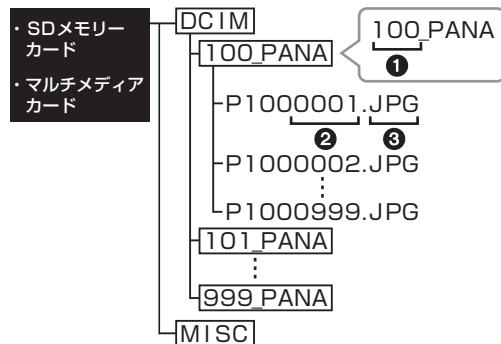 ・SDメモリー
カード
・マルチメディア
カード
DCIM
100_PANA
100_PANA
❶
P1000001.JPG
❷ ❸
P1000002.JPG
P1000999.JPG
101_PANA
999_PANA
MISC